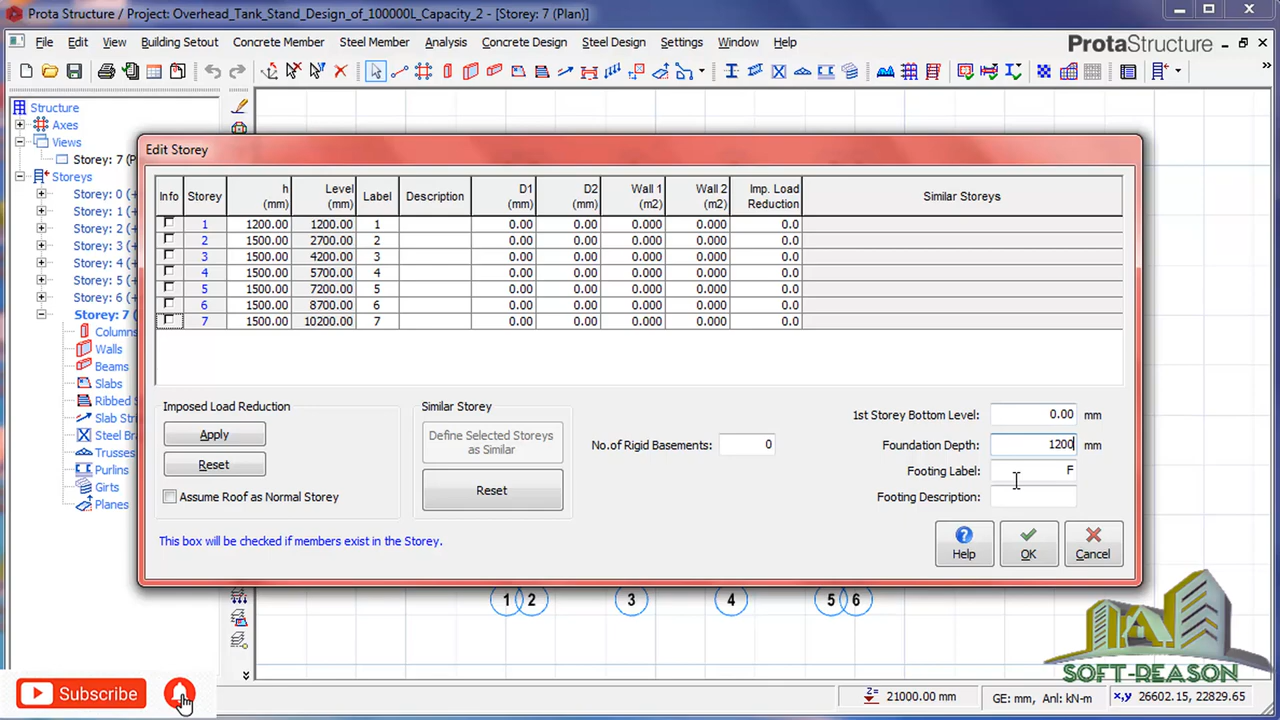 Prota Structure / Project: Overhead_Tank_Stand_Design_of_100000L_Capacity_2 - [Storey: 7 (Plan)]
File Edit View Building Setout Concrete Member Steel Member Analysis Concrete Design Steel Design Settings Window Help ProtaStructure
Structure
Axes
Views
Storey: 7 (P
Storeys
Storey: 0 (
Storey: 1 (
Storey: 2 (
Storey: 3 (
Storey: 4 (
Storey: 5 (
Storey: 6 (
Storey: 7 (
Columns
Walls
Beams
Slabs
Ribbed S
Slab Str
Steel Br
Trusses
Purlins
Girts
Planes
Edit Storey
Info Storey h (mm) Level (mm) Label Description D1 (mm) D2 (mm) Wall 1 (m2) Wall 2 (m2) Imp. Load Reduction Similar Storeys
1 1200.00 1200.00 1 0.00 0.00 0.000 0.000 0.0
2 1500.00 2700.00 2 0.00 0.00 0.000 0.000 0.0
3 1500.00 4200.00 3 0.00 0.00 0.000 0.000 0.0
4 1500.00 5700.00 4 0.00 0.00 0.000 0.000 0.0
5 1500.00 7200.00 5 0.00 0.00 0.000 0.000 0.0
6 1500.00 8700.00 6 0.00 0.00 0.000 0.000 0.0
7 1500.00 10200.00 7 0.00 0.00 0.000 0.000 0.0
Imposed Load Reduction
Apply
Reset
Assume Roof as Normal Storey
Similar Storey
Define Selected Storeys
as Similar
Reset
No.of Rigid Basements: 0
1st Storey Bottom Level: 0.00 mm
Foundation Depth: 1200 mm
Footing Label: F
Footing Description:
This box will be checked if members exist in the Storey.
Help OK Cancel
1 2 3 4 5 6
SOFT-REASON
Subscribe
Z= 21000.00 mm GE: mm, Anl: kN-m x,y 26602.15, 22829.65